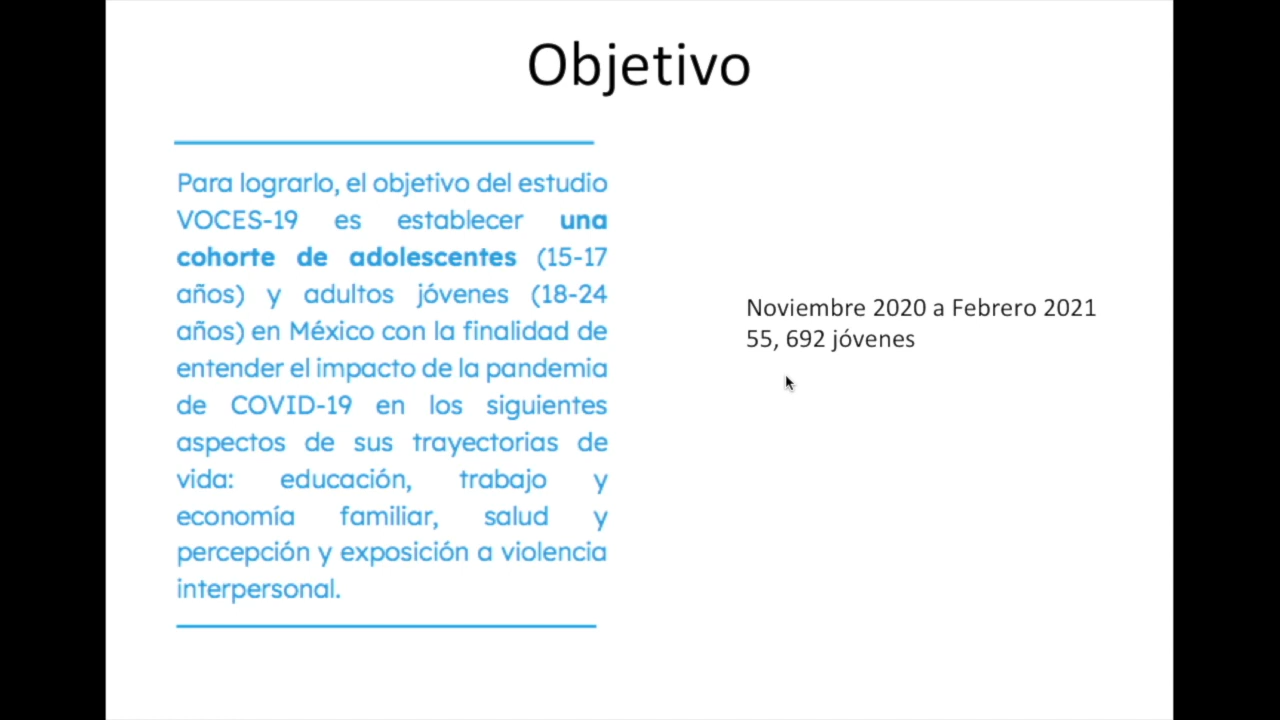 Objetivo
Para lograrlo, el objetivo del estudio
VOCES-19 es establecer una
cohorte de adolescentes (15-17
años) y adultos jóvenes (18-24
años) en México con la finalidad de
entender el impacto de la pandemia
de COVID-19 en los siguientes
aspectos de sus trayectorias de
vida: educación, trabajo y
economía familiar, salud y
percepción y exposición a violencia
interpersonal.
Noviembre 2020 a Febrero 2021
55, 692 jóvenes